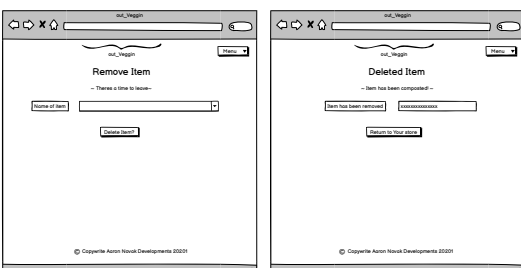 out_Veggin
out_Veggin
Menu
Remove Item
~ Theres a time to leave~
Name of item
Delete Item?
© Copywrite Aaron Novak Developments 20201
out_Veggin
out_Veggin
Menu
Deleted Item
~ Item has been composted! ~
Item has been removed
xxxxxxxxxxxxxxx
Return to Your store
© Copywrite Aaron Novak Developments 20201